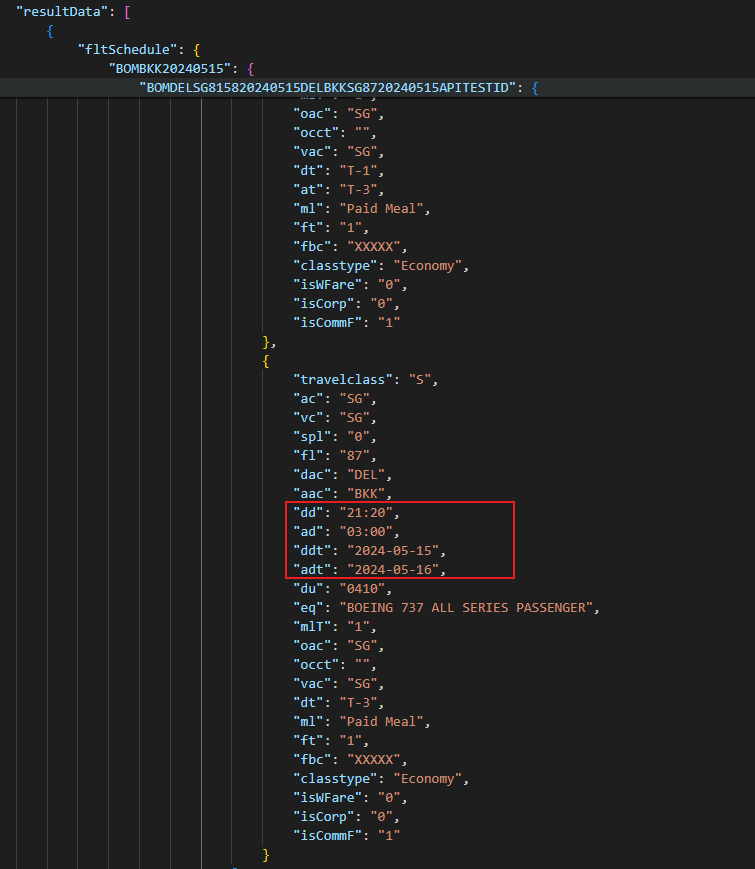 "resultData": [
{
"fltSchedule": {
"BOMBKK20240515": {
"BOMDELSG815820240515DELBKKSG8720240515APITESTID": {
"oac": "SG",
"occt": "",
"vac": "SG",
"dt": "T-1",
"at": "T-3",
"ml": "Paid Meal",
"ft": "1",
"fbc": "XXXXX",
"classtype": "Economy",
"isWFare": "0",
"isCorp": "0",
"isCommF": "1"
},
{
"travelclass": "S",
"ac": "SG",
"vc": "SG",
"spl": "0",
"fl": "87",
"dac": "DEL",
"aac": "BKK",
"dd": "21:20",
"ad": "03:00",
"ddt": "2024-05-15",
"adt": "2024-05-16",
"du": "0410",
"eq": "BOEING 737 ALL SERIES PASSENGER",
"mlT": "1",
"oac": "SG",
"occt": "",
"vac": "SG",
"dt": "T-3",
"ml": "Paid Meal",
"ft": "1",
"fbc": "XXXXX",
"classtype": "Economy",
"isWFare": "0",
"isCorp": "0",
"isCommF": "1"
}